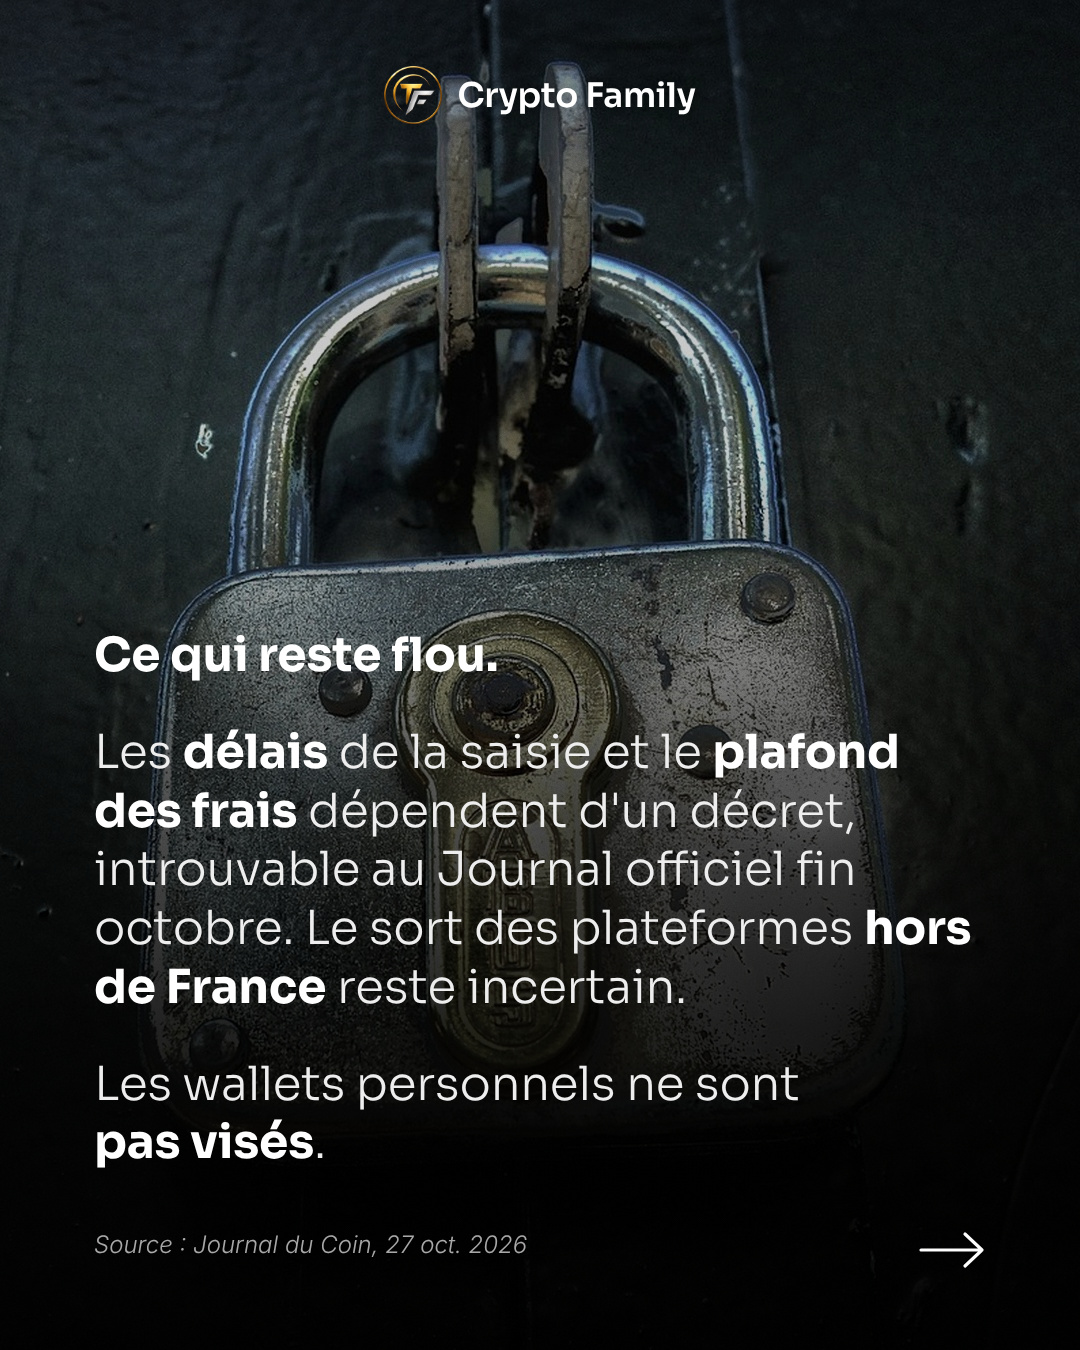 TF Crypto Family
Ce qui reste flou.
Les délais de la saisie et le plafond
des frais dépendent d'un décret,
introuvable au Journal officiel fin
octobre. Le sort des plateformes hors
de France reste incertain.
Les wallets personnels ne sont
pas visés.
Source : Journal du Coin, 27 oct. 2026